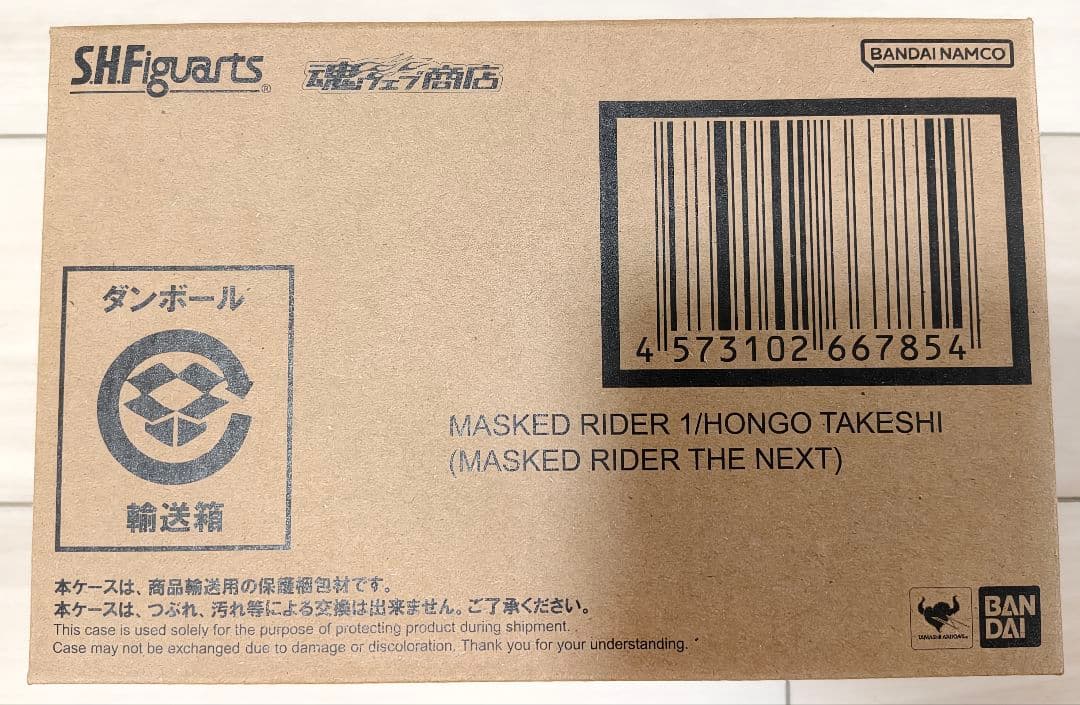 S.H.Figuarts®
魂ウェブ商店
BANDAI NAMCO
4 573102 667854
MASKED RIDER 1/HONGO TAKESHI
(MASKED RIDER THE NEXT)
ダンボール
輸送箱
本ケースは、商品輸送用の保護梱包材です。
本ケースは、つぶれ、汚れ等による交換は出来ません。ご了承ください。
This case is used solely for the purpose of protecting product during shipment.
Case may not be exchanged due to damage or discoloration. Thank you for your understanding.
TAMASHII NATIONS
BAN
DAI